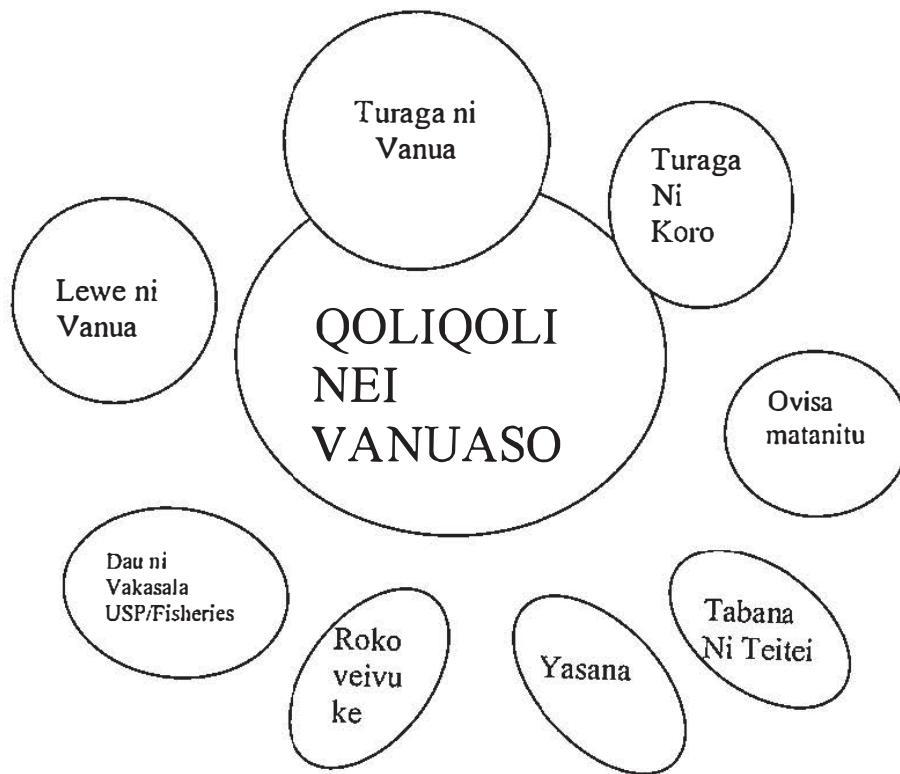 Turaga ni
Vanua
Turaga
Ni
Koro
Lewe ni
Vanua
QOLIQOLI
NEI
VANUASO
Ovisa
matanitu
Dau ni
Vakasala
USP/Fisheries
Roko
veivu
ke
Yasana
Tabana
Ni Teitei